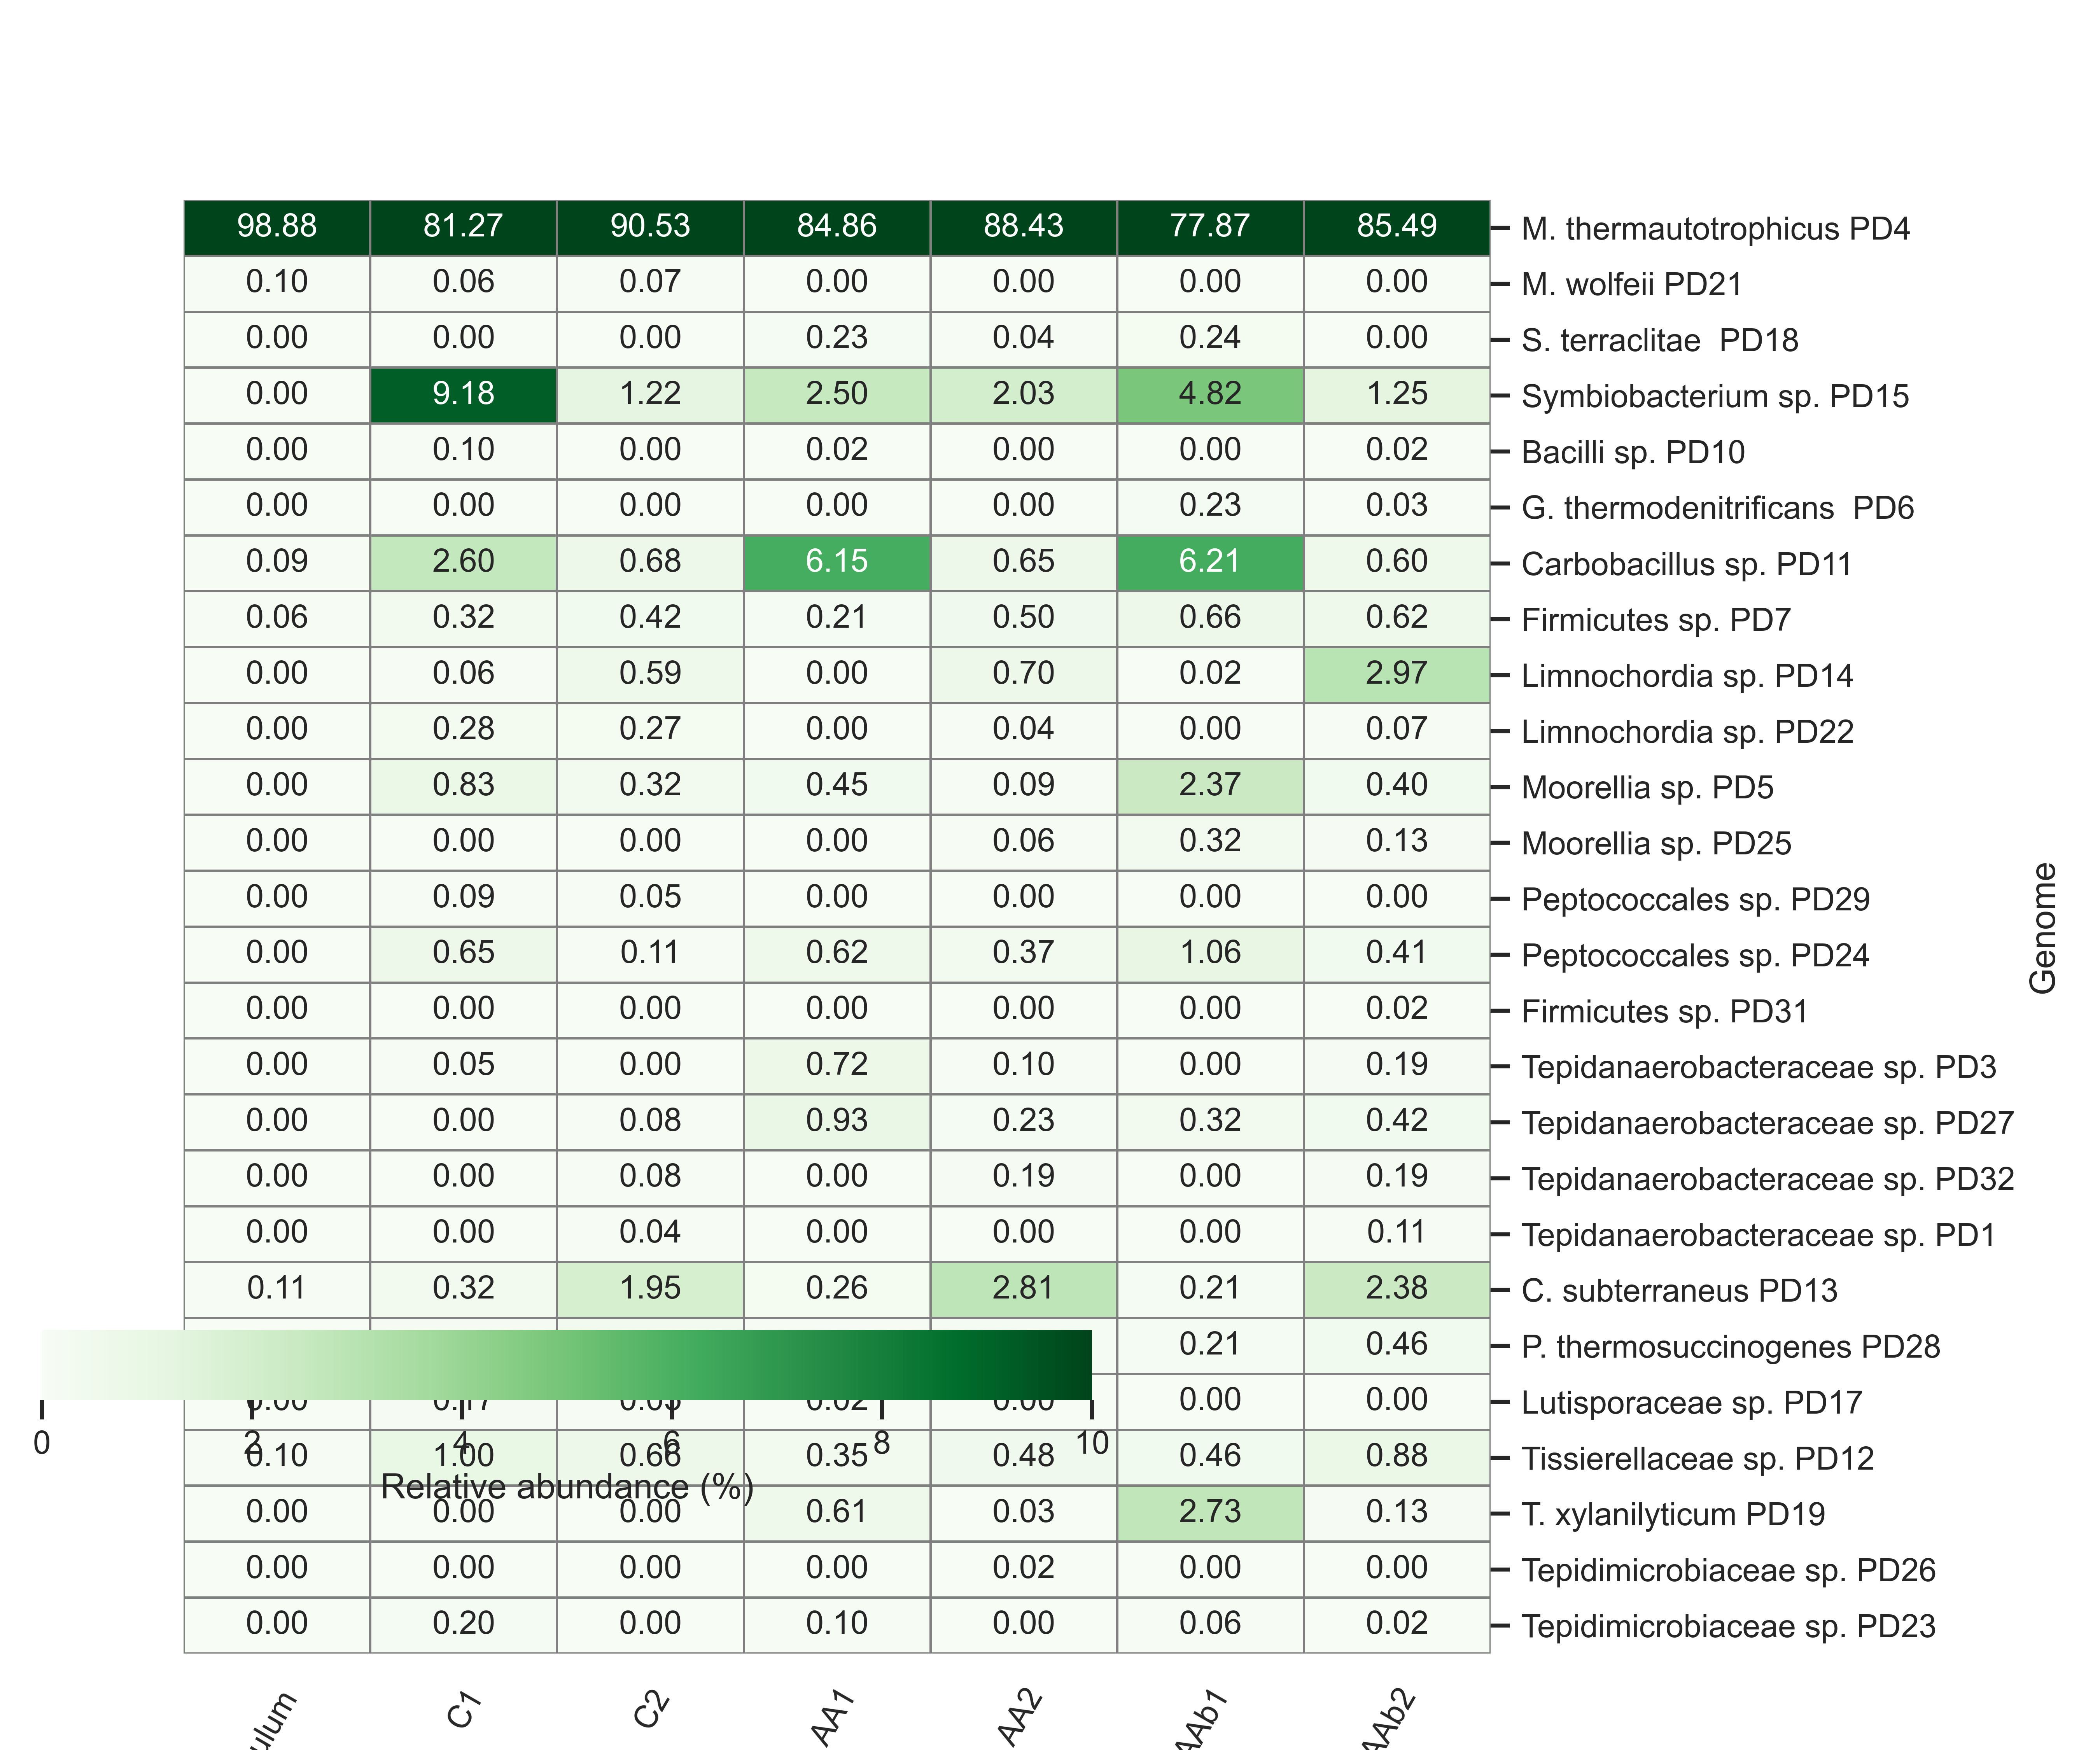 98.88 81.27 90.53 84.86 88.43 77.87 85.49 M. thermautotrophicus PD4
0.10 0.06 0.07 0.00 0.00 0.00 0.00 M. wolfeii PD21
0.00 0.00 0.00 0.23 0.04 0.24 0.00 S. terraclitae PD18
0.00 9.18 1.22 2.50 2.03 4.82 1.25 Symbiobacterium sp. PD15
0.00 0.10 0.00 0.02 0.00 0.00 0.02 Bacilli sp. PD10
0.00 0.00 0.00 0.00 0.00 0.23 0.03 G. thermodenitrificans PD6
0.09 2.60 0.68 6.15 0.65 6.21 0.60 Carbobacillus sp. PD11
0.06 0.32 0.42 0.21 0.50 0.66 0.62 Firmicutes sp. PD7
0.00 0.06 0.59 0.00 0.70 0.02 2.97 Limnochordia sp. PD14
0.00 0.28 0.27 0.00 0.04 0.00 0.07 Limnochordia sp. PD22
0.00 0.83 0.32 0.45 0.09 2.37 0.40 Moorellia sp. PD5
0.00 0.00 0.00 0.00 0.06 0.32 0.13 Moorellia sp. PD25
0.00 0.09 0.05 0.00 0.00 0.00 0.00 Peptococcales sp. PD29
0.00 0.65 0.11 0.62 0.37 1.06 0.41 Peptococcales sp. PD24
0.00 0.00 0.00 0.00 0.00 0.00 0.02 Firmicutes sp. PD31
0.00 0.05 0.00 0.72 0.10 0.00 0.19 Tepidanaerobacteraceae sp. PD3
0.00 0.00 0.08 0.93 0.23 0.32 0.42 Tepidanaerobacteraceae sp. PD27
0.00 0.00 0.08 0.00 0.19 0.00 0.19 Tepidanaerobacteraceae sp. PD32
0.00 0.00 0.04 0.00 0.00 0.00 0.11 Tepidanaerobacteraceae sp. PD1
0.11 0.32 1.95 0.26 2.81 0.21 2.38 C. subterraneus PD13
0.21 0.46 P. thermosuccinogenes PD28
0.00 0.00 Lutisporaceae sp. PD17
0.10 1.00 0.66 0.35 0.48 0.46 0.88 Tissierellaceae sp. PD12
0.00 0.00 0.00 0.61 0.03 2.73 0.13 T. xylanilyticum PD19
0.00 0.00 0.00 0.00 0.02 0.00 0.00 Tepidimicrobiaceae sp. PD26
0.00 0.20 0.00 0.10 0.00 0.06 0.02 Tepidimicrobiaceae sp. PD23
Genome
0 2 4 6 8 10
Relative abundance (%)
ulum C1 C2 AA1 AA2 AAb1 AAb2